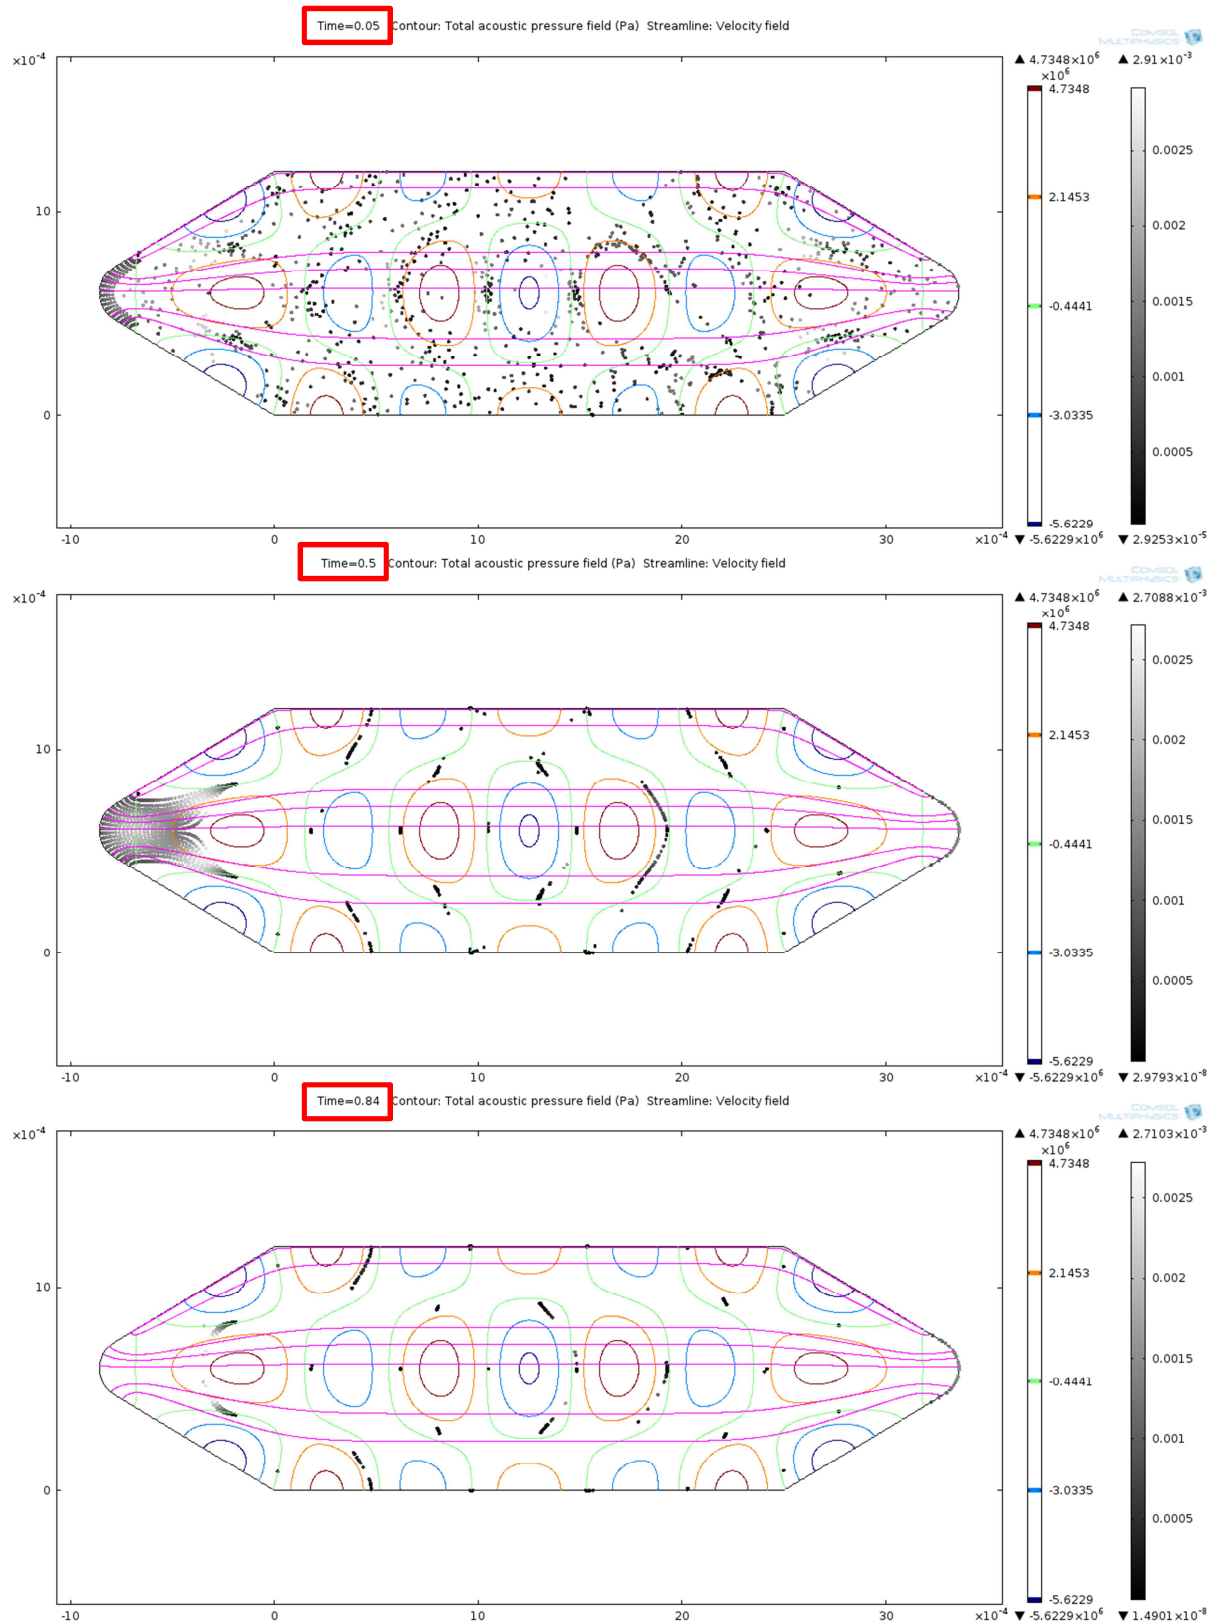 Time=0.05 Contour: Total acoustic pressure field (Pa) Streamline: Velocity field
COMSOL
MULTIPHYSICS
×10⁻⁴
▲ 4.7348×10⁶ ▲ 2.91×10⁻³
×10⁶
4.7348
0.0025
10
2.1453
0.002
-0.4441
0.0015
0.001
0
-3.0335
0.0005
-5.6229
-10 0 10 20 30 ×10⁻⁴
▼ -5.6229×10⁶ ▼ 2.9253×10⁻⁵
Time=0.5 Contour: Total acoustic pressure field (Pa) Streamline: Velocity field
COMSOL
MULTIPHYSICS
×10⁻⁴
▲ 4.7348×10⁶ ▲ 2.7088×10⁻³
×10⁶
4.7348
0.0025
10
2.1453
0.002
-0.4441
0.0015
0.001
0
-3.0335
0.0005
-5.6229
-10 0 10 20 30 ×10⁻⁴
▼ -5.6229×10⁶ ▼ 2.9793×10⁻⁸
Time=0.84 Contour: Total acoustic pressure field (Pa) Streamline: Velocity field
COMSOL
MULTIPHYSICS
×10⁻⁴
▲ 4.7348×10⁶ ▲ 2.7103×10⁻³
×10⁶
4.7348
0.0025
10
2.1453
0.002
-0.4441
0.0015
0.001
0
-3.0335
0.0005
-5.6229
-10 0 10 20 30 ×10⁻⁴
▼ -5.6229×10⁶ ▼ 1.4901×10⁻⁸